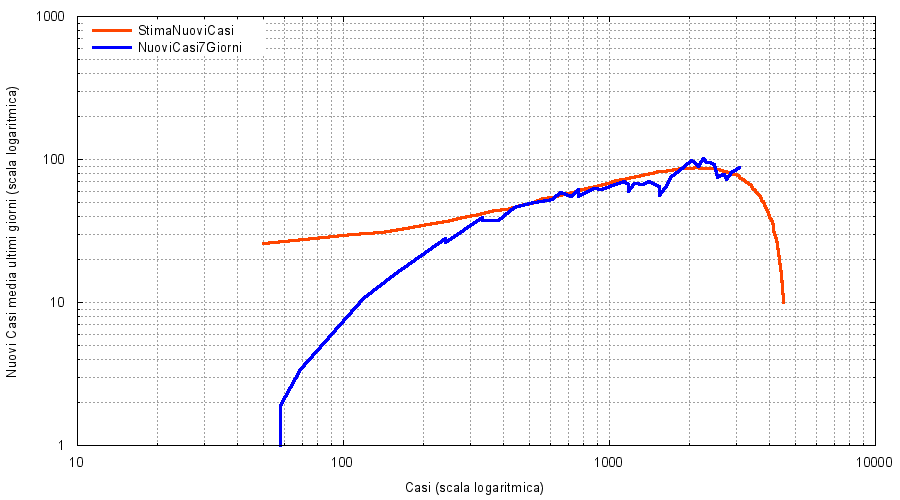 1000
StimaNuoviCasi
NuoviCasi7Giorni
100
10
1
Nuovi Casi media ultimi giorni (scala logaritmica)
10 100 1000 10000
Casi (scala logaritmica)